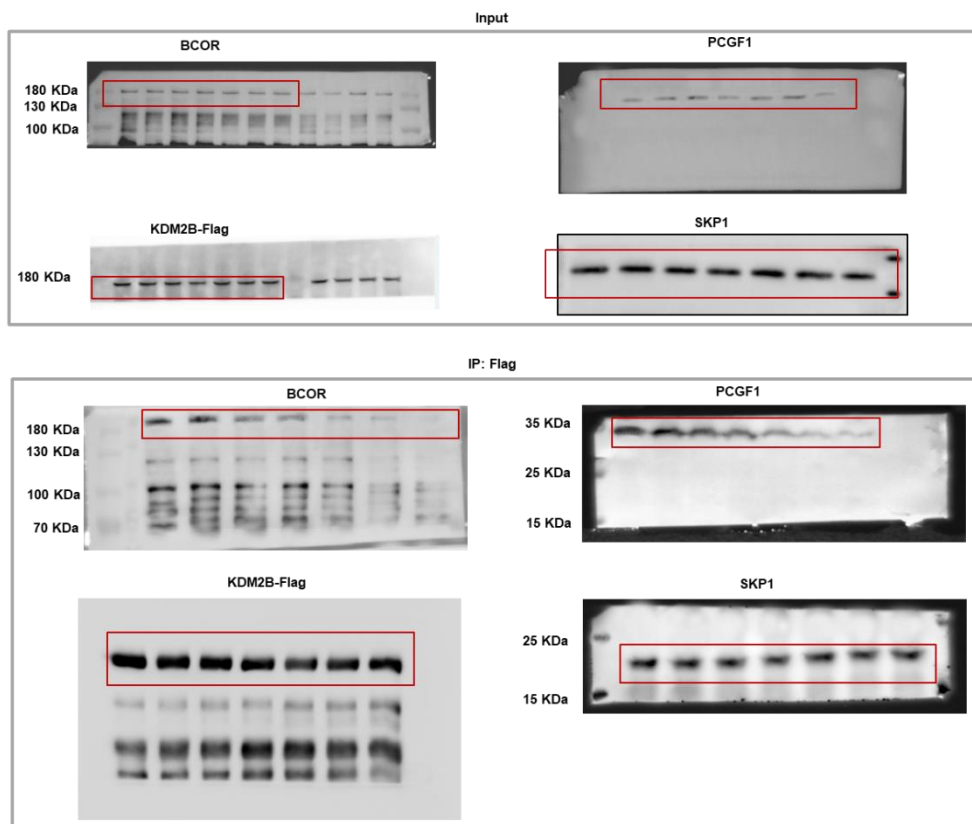 Input
BCOR
180 KDa
130 KDa
100 KDa
PCGF1
KDM2B-Flag
180 KDa
SKP1
IP: Flag
BCOR
180 KDa
130 KDa
100 KDa
70 KDa
PCGF1
35 KDa
25 KDa
15 KDa
KDM2B-Flag
SKP1
25 KDa
15 KDa